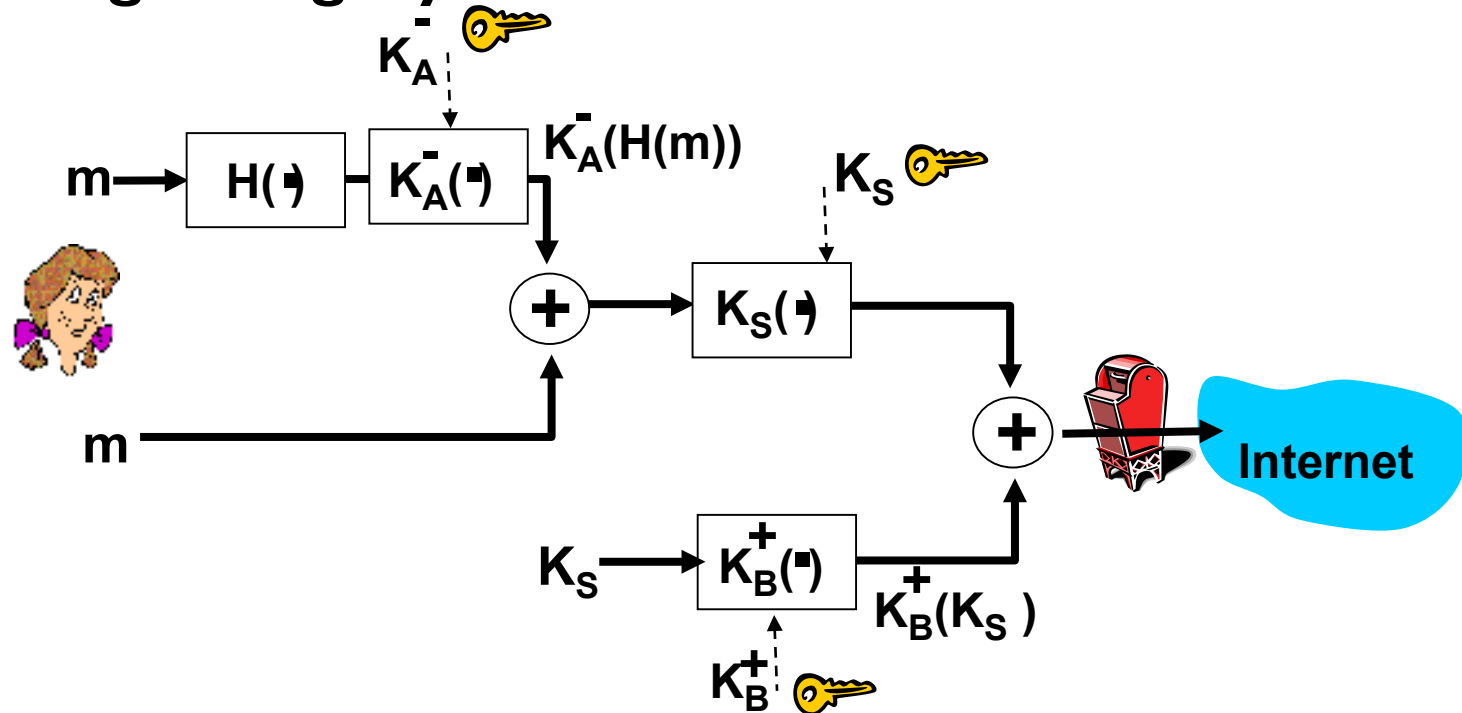 K_A^-
K_A^-(H(m))
m
H(·)
K_A^-(·)
K_S
+
K_S(·)
m
+
Internet
K_S
K_B^+(·)
K_B^+(K_S )
K_B^+